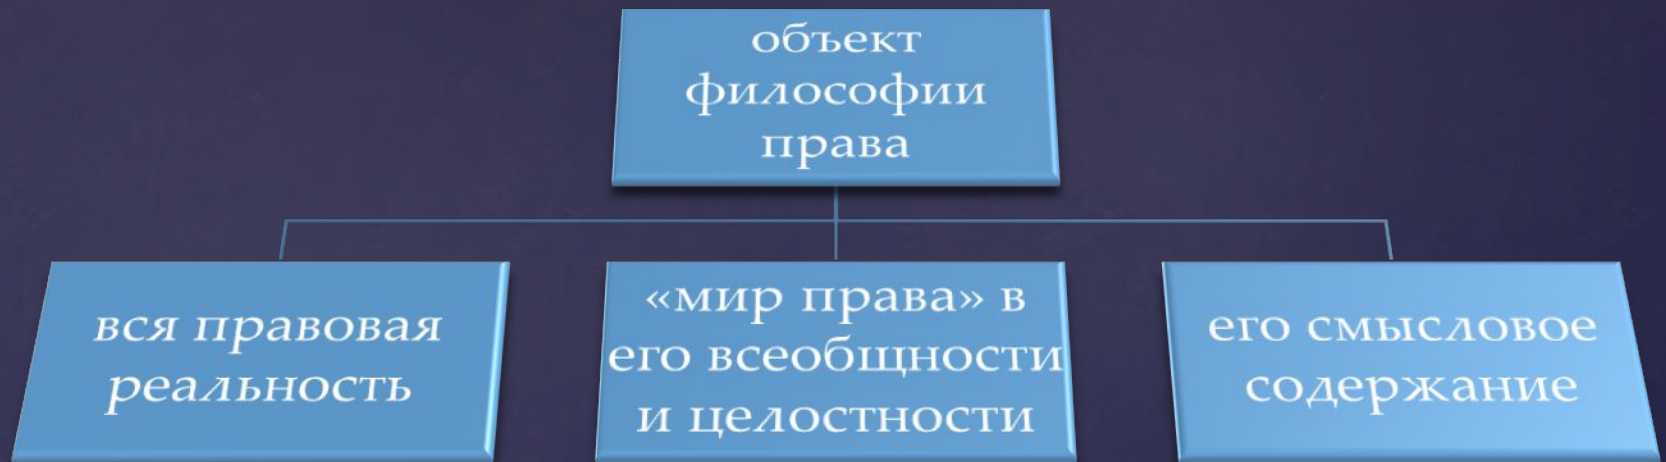 объект
философии
права
вся правовая
реальность
«мир права» в
его всеобщности
и целостности
его смысловое
содержание